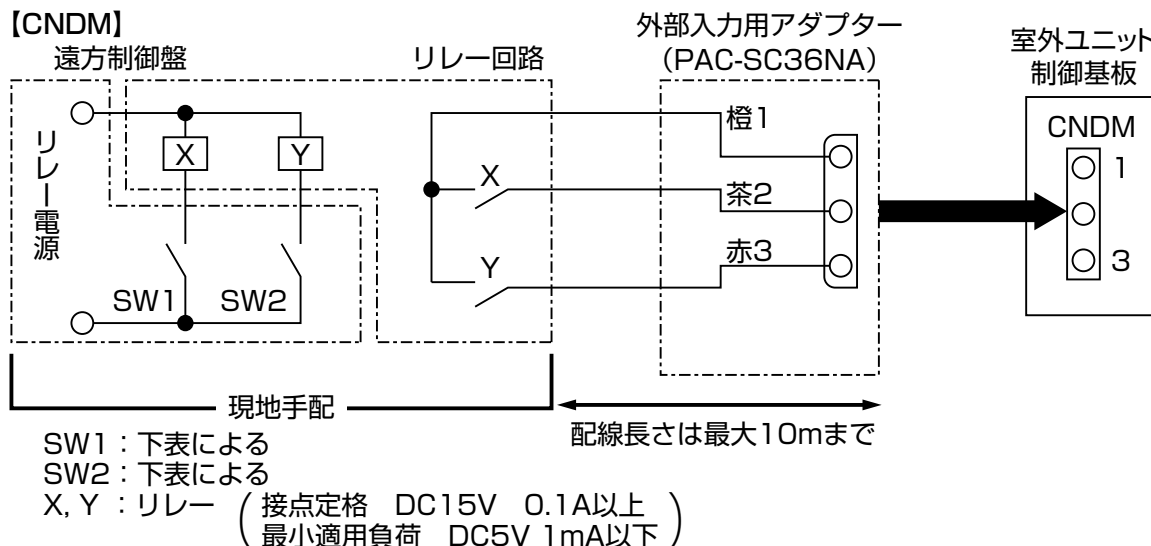 【CNDM】
遠方制御盤
リレー回路
外部入力用アダプター
(PAC-SC36NA)
室外ユニット
制御基板
リレー電源
X
Y
SW1
SW2
X
Y
橙1
茶2
赤3
CNDM
1
3
現地手配
配線長さは最大10mまで
SW1:下表による
SW2:下表による
X, Y :リレー
接点定格 DC15V 0.1A以上
最小適用負荷 DC5V 1mA以下